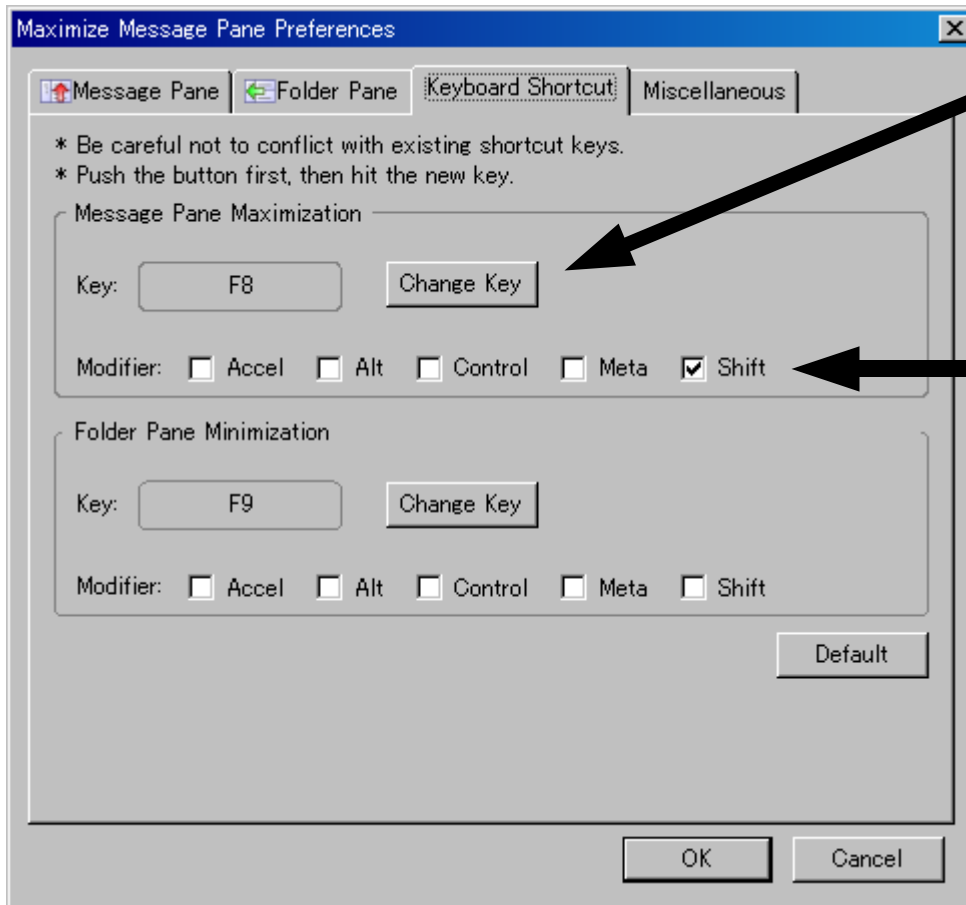 Maximize Message Pane Preferences
Message Pane Folder Pane Keyboard Shortcut Miscellaneous
* Be careful not to conflict with existing shortcut keys.
* Push the button first, then hit the new key.
Message Pane Maximization
Key: F8 Change Key
Modifier: Accel Alt Control Meta Shift
Folder Pane Minimization
Key: F9 Change Key
Modifier: Accel Alt Control Meta Shift
Default
OK Cancel